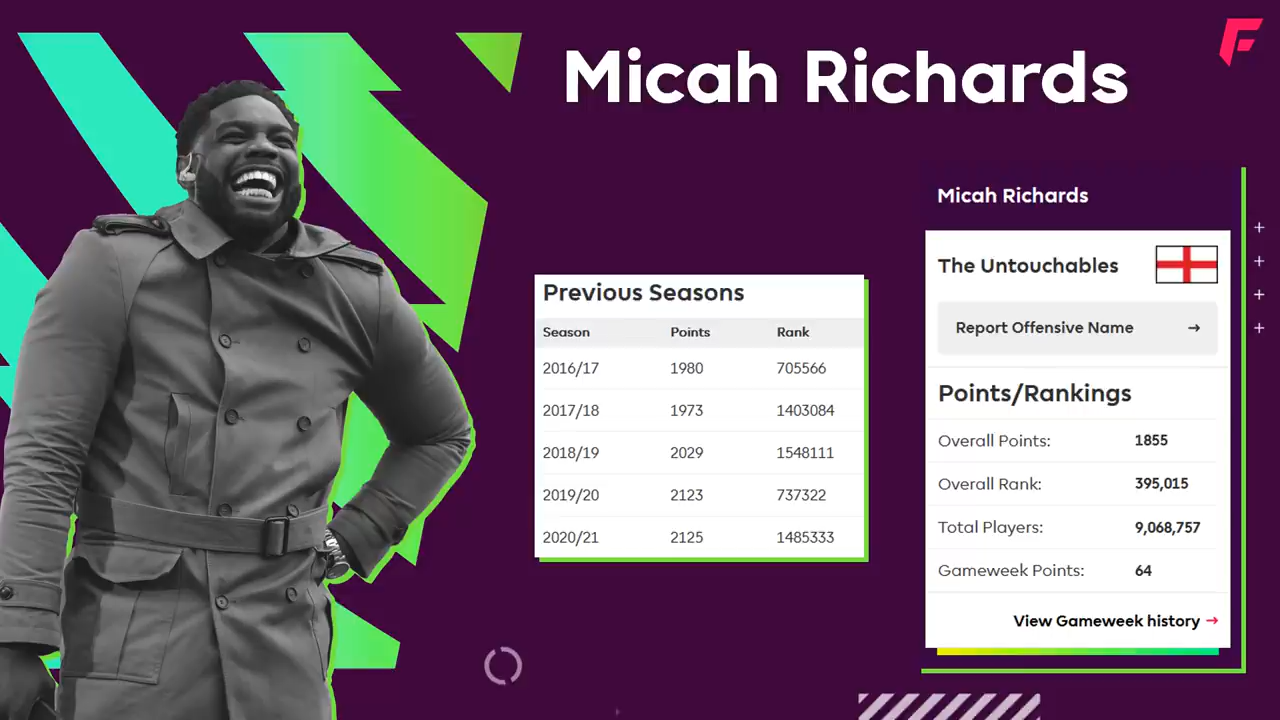 Micah Richards
Previous Seasons
Season Points Rank
2016/17 1980 705566
2017/18 1973 1403084
2018/19 2029 1548111
2019/20 2123 737322
2020/21 2125 1485333
Micah Richards
The Untouchables
Report Offensive Name →
Points/Rankings
Overall Points: 1855
Overall Rank: 395,015
Total Players: 9,068,757
Gameweek Points: 64
View Gameweek history →